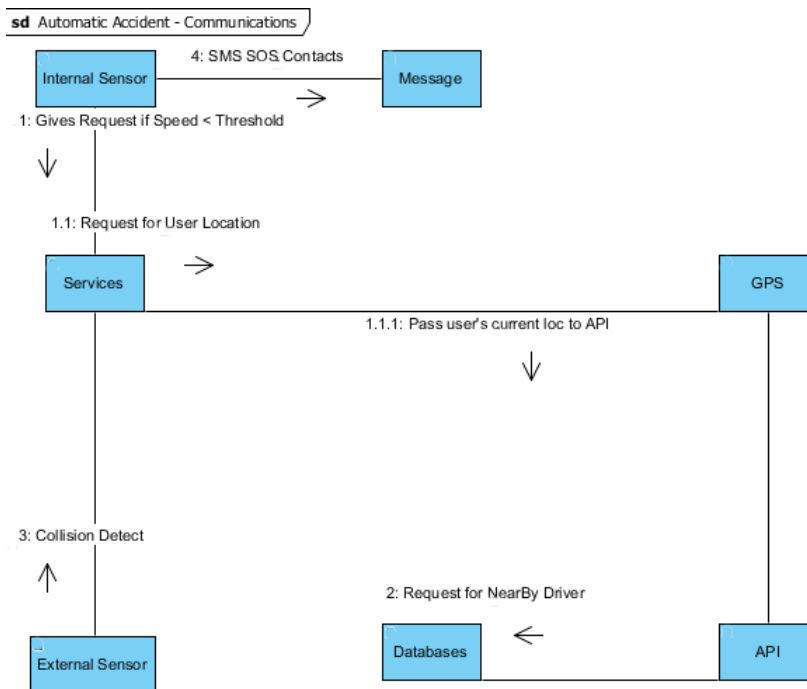 sd Automatic Accident - Communications
4: SMS SOS Contacts
Internal Sensor
Message
1: Gives Request if Speed < Threshold
1.1: Request for User Location
Services
GPS
1.1.1: Pass user's current loc to API
3: Collision Detect
2: Request for NearBy Driver
External Sensor
Databases
API